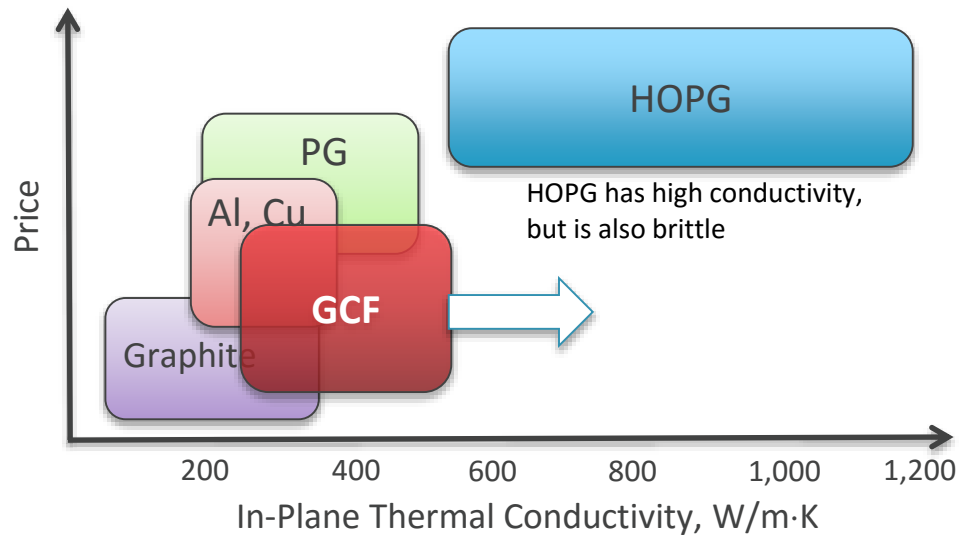 HOPG
PG
HOPG has high conductivity,
but is also brittle
Al, Cu
Price
GCF
Graphite
200 400 600 800 1,000 1,200
In-Plane Thermal Conductivity, W/m·K